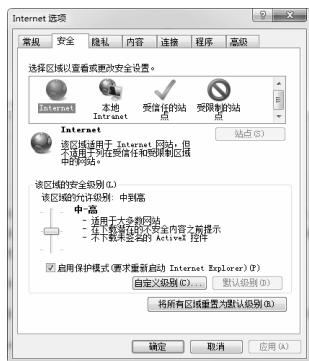 Internet 选项
常规 安全 隐私 内容 连接 程序 高级
选择区域以查看或更改安全设置。
Internet 本地 Intranet 受信任的站点 受限制的站点
Internet
站点(S)
该区域适用于 Internet 网站，但
不适用于列在受信任和受限制区域
中的网站。
该区域的安全级别(L)
该区域的允许级别: 中到高
中-高
- 适用于大多数网站
- 在下载潜在的不安全内容之前提示
- 不下载未签名的 ActiveX 控件
启用保护模式(要求重新启动 Internet Explorer)(P)
自定义级别(C)... 默认级别(D)
将所有区域重置为默认级别(R)
确定 取消 应用(A)